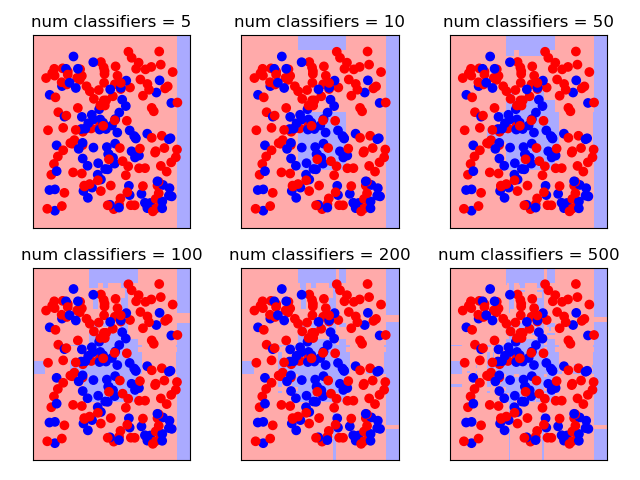 num classifiers = 5
num classifiers = 10
num classifiers = 50
num classifiers = 100
num classifiers = 200
num classifiers = 500